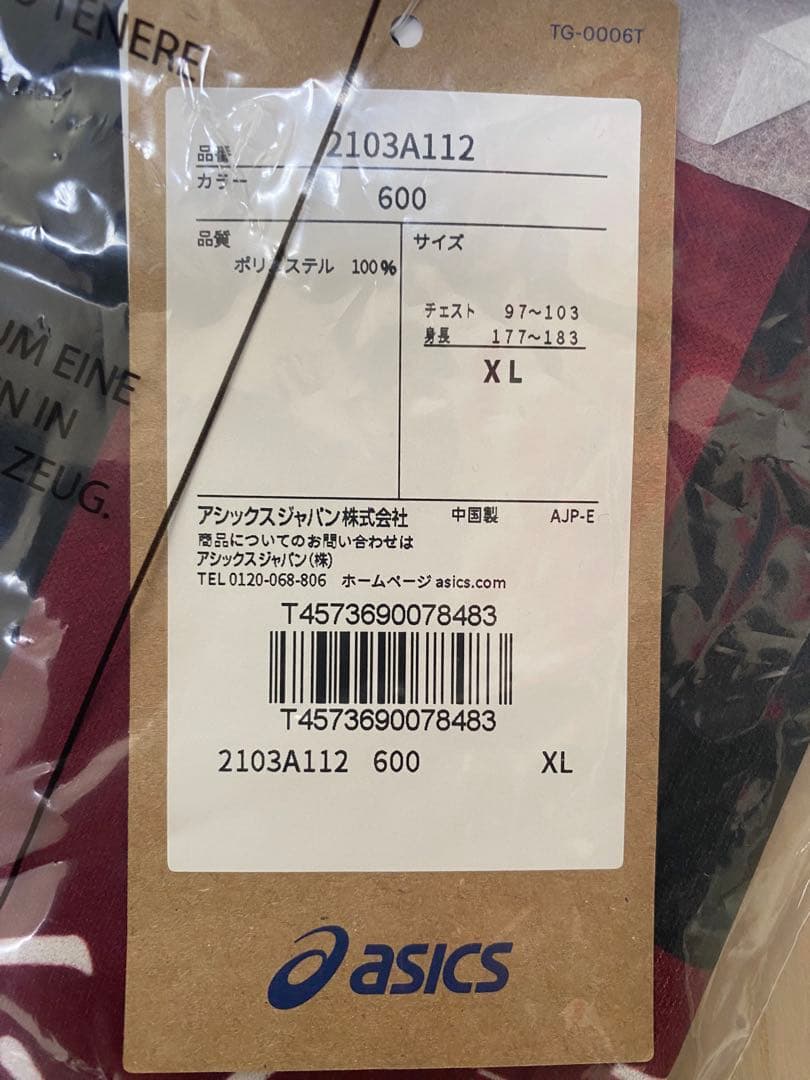 TENERE
TG-0006T
品番 2103A112
カラー
600
品質
ポリエステル 100%
サイズ
チェスト 97～103
身長 177～183
XL
UM EINE
N IN
ZEUG.
アシックスジャパン株式会社 中国製 AJP-E
商品についてのお問い合わせは
アシックスジャパン(株)
TEL 0120-068-806 ホームページ asics.com
T4573690078483
T4573690078483
2103A112 600 XL
asics